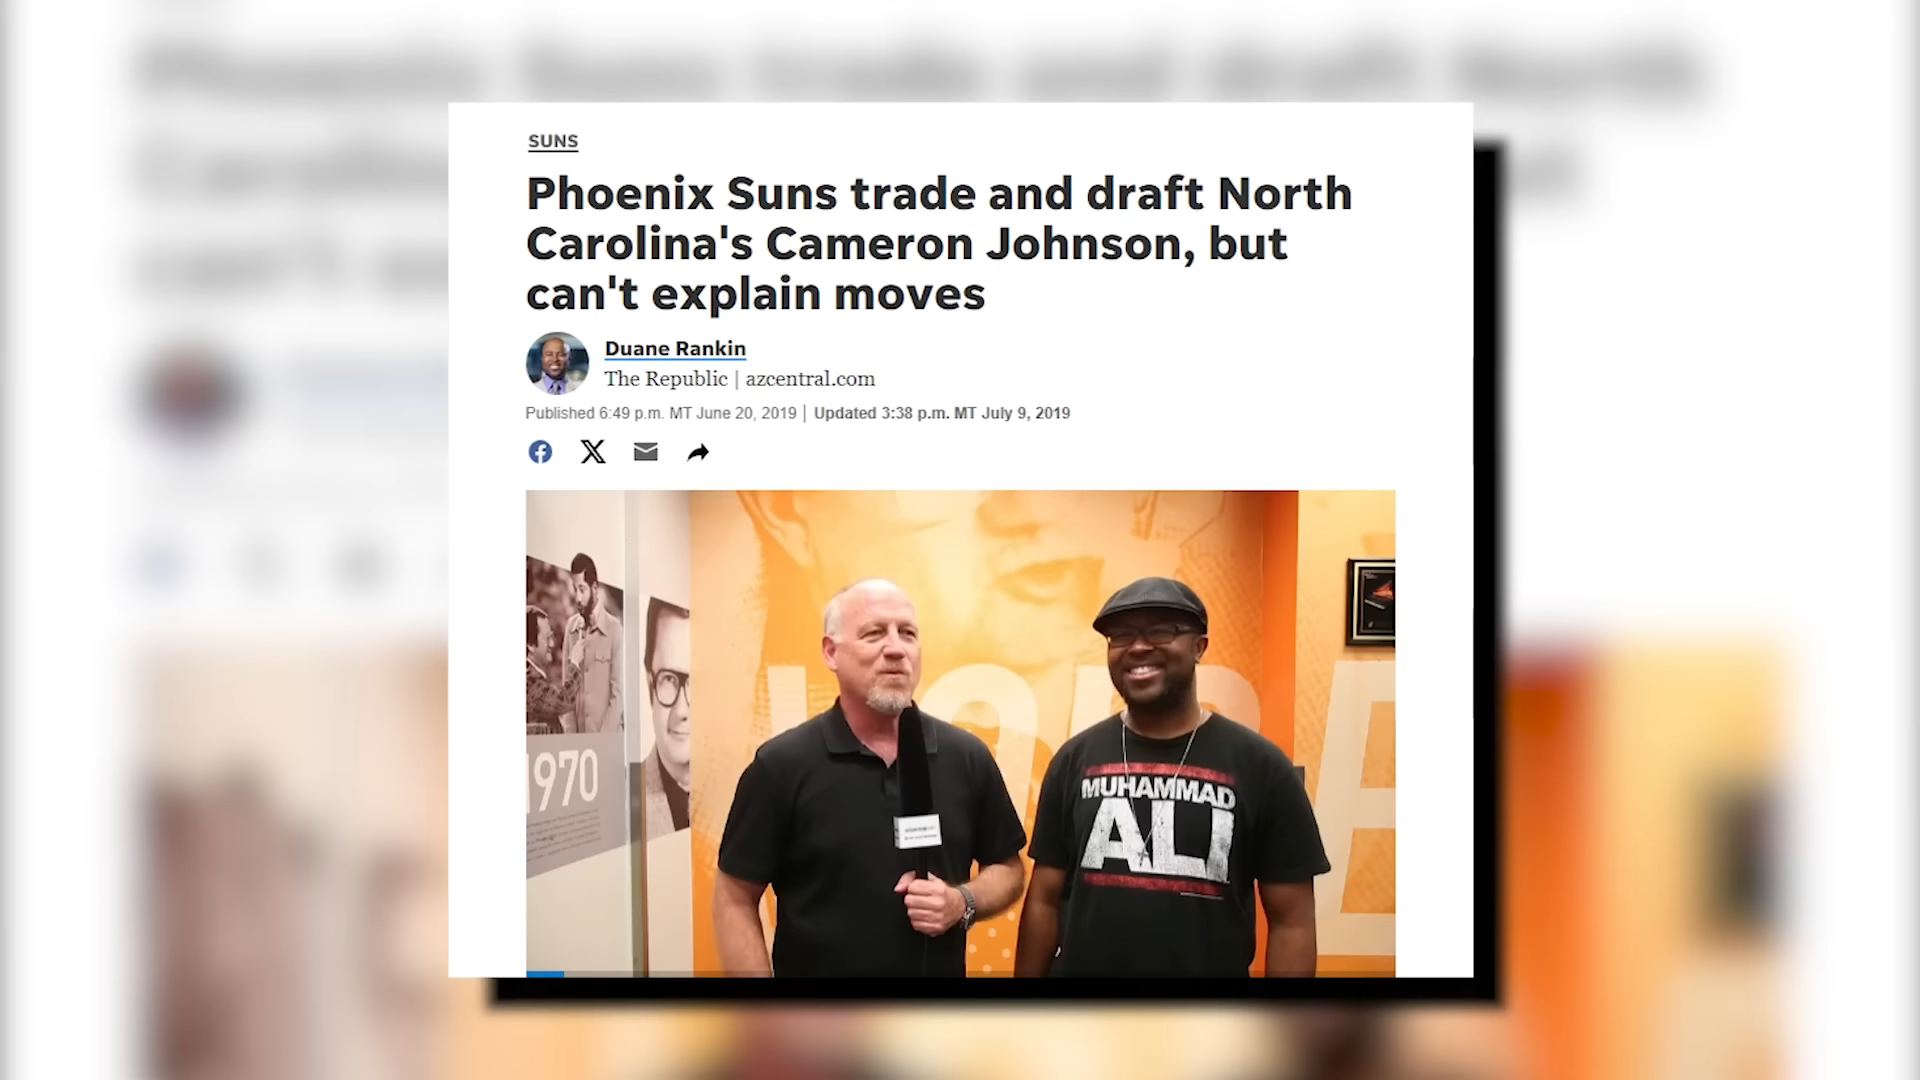 SUNS
Phoenix Suns trade and draft North
Carolina's Cameron Johnson, but
can't explain moves
Duane Rankin
The Republic | azcentral.com
Published 6:49 p.m. MT June 20, 2019 | Updated 3:38 p.m. MT July 9, 2019
1970
MUHAMMAD
ALI